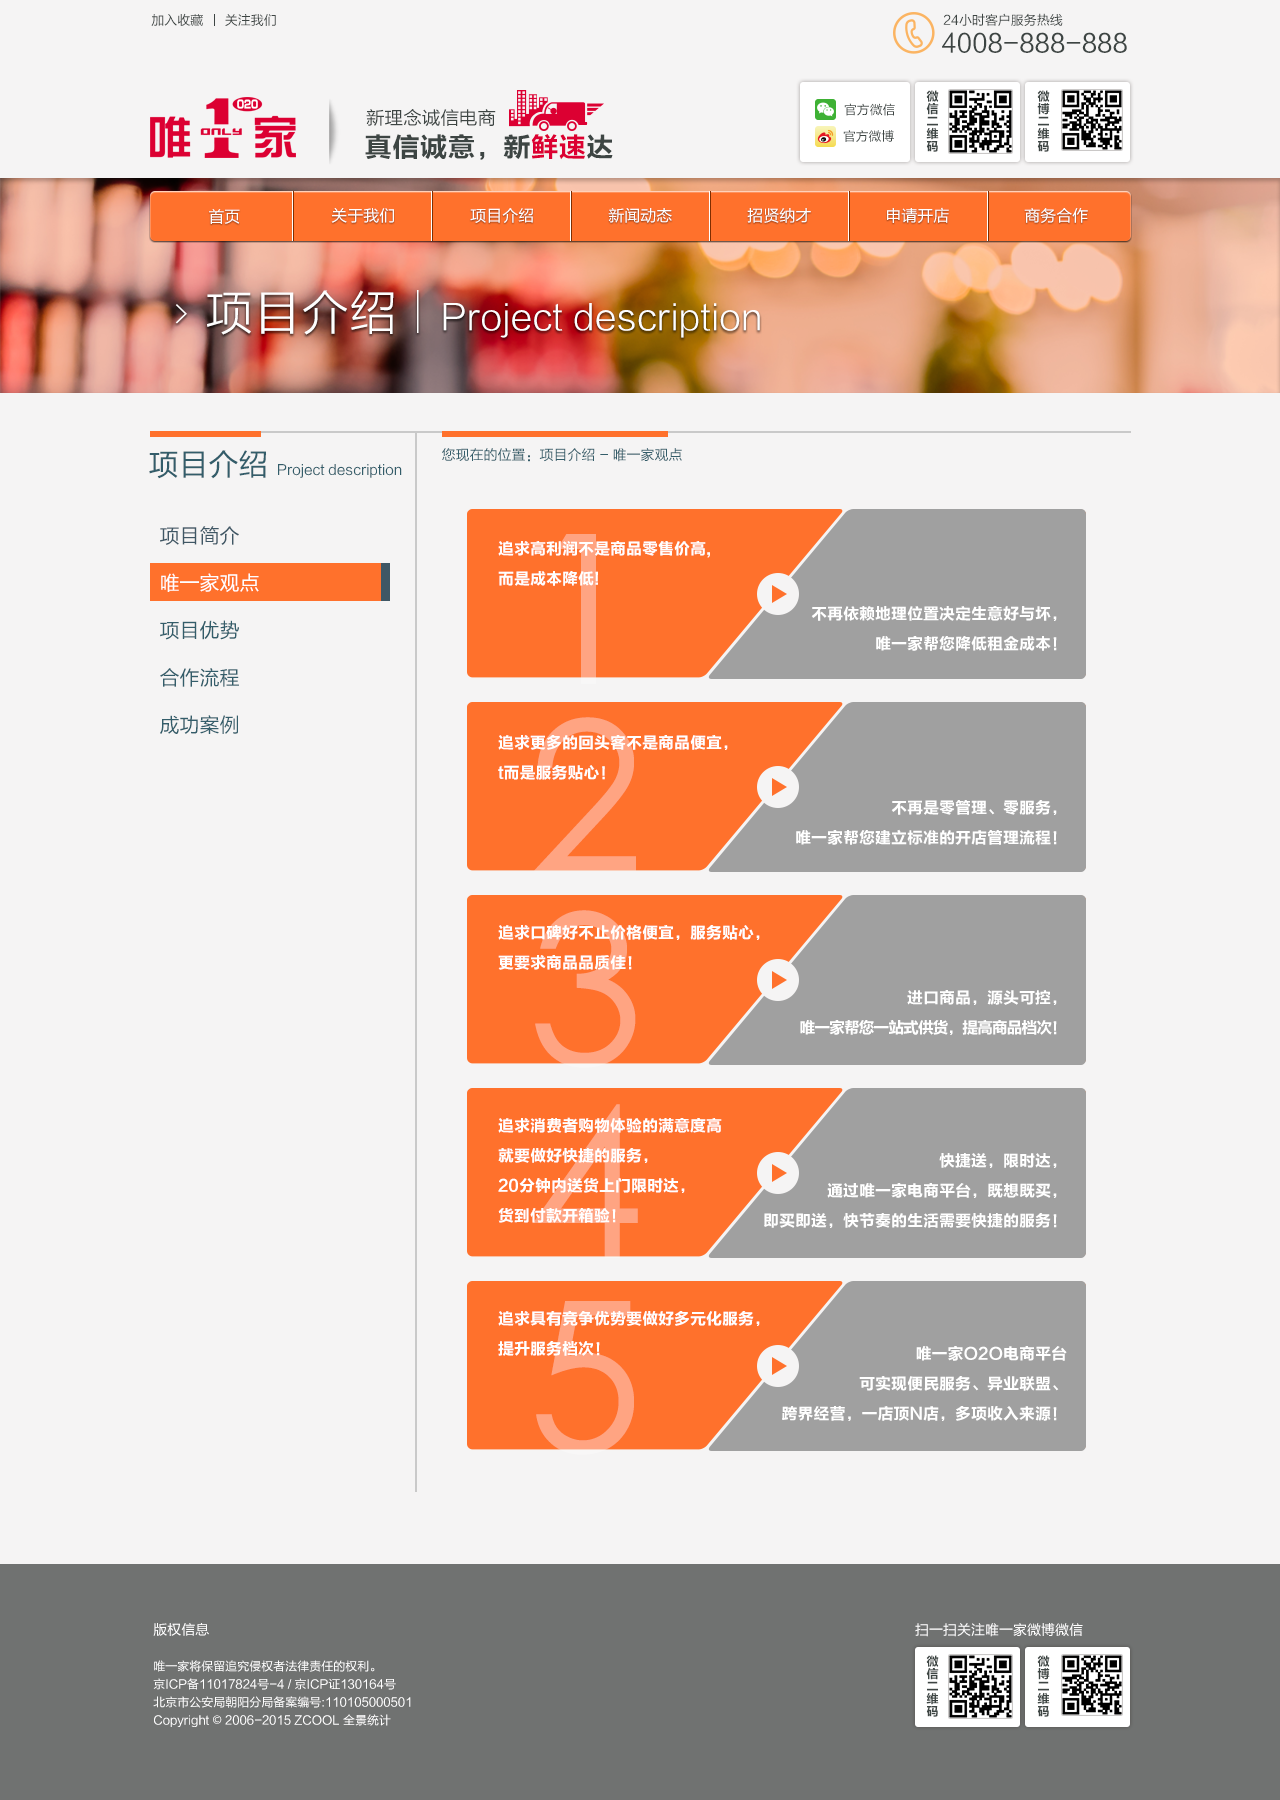 加入收藏 | 关注我们
24小时客户服务热线
4008-888-888
唯1家
O2O
ONLY
新理念诚信电商
真信诚意，新鲜速达
官方微信
官方微博
微信二维码
微博二维码
首页
关于我们
项目介绍
新闻动态
招贤纳才
申请开店
商务合作
> 项目介绍 | Project description
项目介绍 Project description
您现在的位置：项目介绍 - 唯一家观点
项目简介
唯一家观点
项目优势
合作流程
成功案例
1
追求高利润不是商品零售价高，
而是成本降低！
不再依赖地理位置决定生意好与坏，
唯一家帮您降低租金成本！
2
追求更多的回头客不是商品便宜，
t而是服务贴心！
不再是零管理、零服务，
唯一家帮您建立标准的开店管理流程！
3
追求口碑好不止价格便宜，服务贴心，
更要求商品品质佳！
进口商品，源头可控，
唯一家帮您一站式供货，提高商品档次！
4
追求消费者购物体验的满意度高
就要做好快捷的服务，
20分钟内送货上门限时达，
货到付款开箱验！
快捷送，限时达，
通过唯一家电商平台，既想既买，
即买即送，快节奏的生活需要快捷的服务！
5
追求具有竞争优势要做好多元化服务，
提升服务档次！
唯一家O2O电商平台
可实现便民服务、异业联盟、
跨界经营，一店顶N店，多项收入来源！
版权信息
唯一家将保留追究侵权者法律责任的权利。
京ICP备11017824号-4 / 京ICP证130164号
北京市公安局朝阳分局备案编号:110105000501
Copyright © 2006-2015 ZCOOL 全景统计
扫一扫关注唯一家微博微信
微信二维码
微博二维码